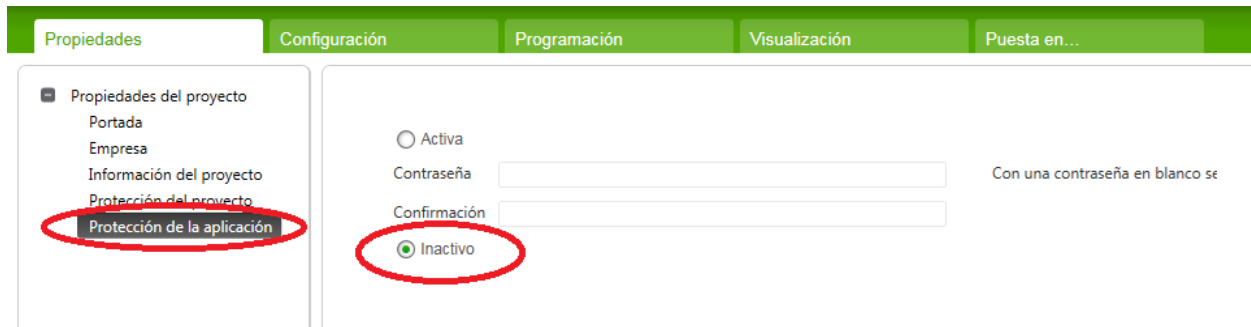 Propiedades
Configuración
Programación
Visualización
Puesta en...
Propiedades del proyecto
Portada
Empresa
Información del proyecto
Protección del proyecto
Protección de la aplicación
Activa
Contraseña
Con una contraseña en blanco se
Confirmación
Inactivo